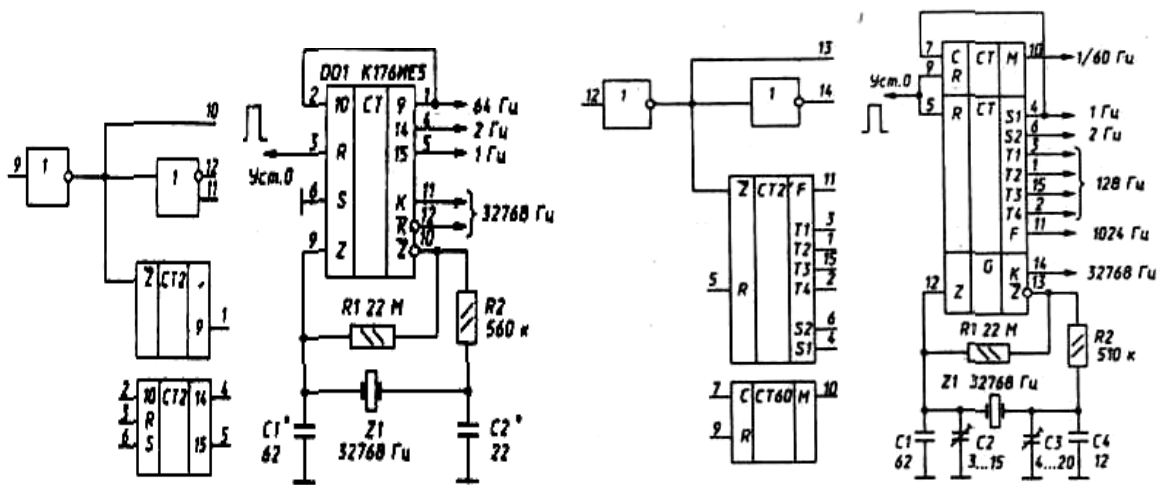 10
9
1
1
12
11
Z̅ CT2
9
1
2 10 CT2 14 4
3 R
6 S 15 5
DD1 К176ИЕ5
2 10 CT 9 1 64 Гц
14 4 2 Гц
3 R 15 5 1 Гц
Уст.0
6 S K 11
K̅ 12 32768 Гц
9 Z Z̅ 10
R1 22 М
R2
560 к
C1*
62
Z1
32768 Гц
C2*
22
13
12
1
1
14
Z̅ CT2 F 11
T1 3
T2 1
T3 15
5 R T4 2
S2 6
S1 4
7 C CT60 M 10
9 R
7 C CT M 10 1/60 Гц
9 R
Уст.0
5 R CT S1 4 1 Гц
S2 6 2 Гц
T1 3
T2 1 128 Гц
T3 15
T4 2
F 11 1024 Гц
G
K 14 32768 Гц
12 Z Z̅ 13
R1 22 М
R2
510 к
Z1 32768 Гц
C1
62
C2
3...15
C3
4...20
C4
12